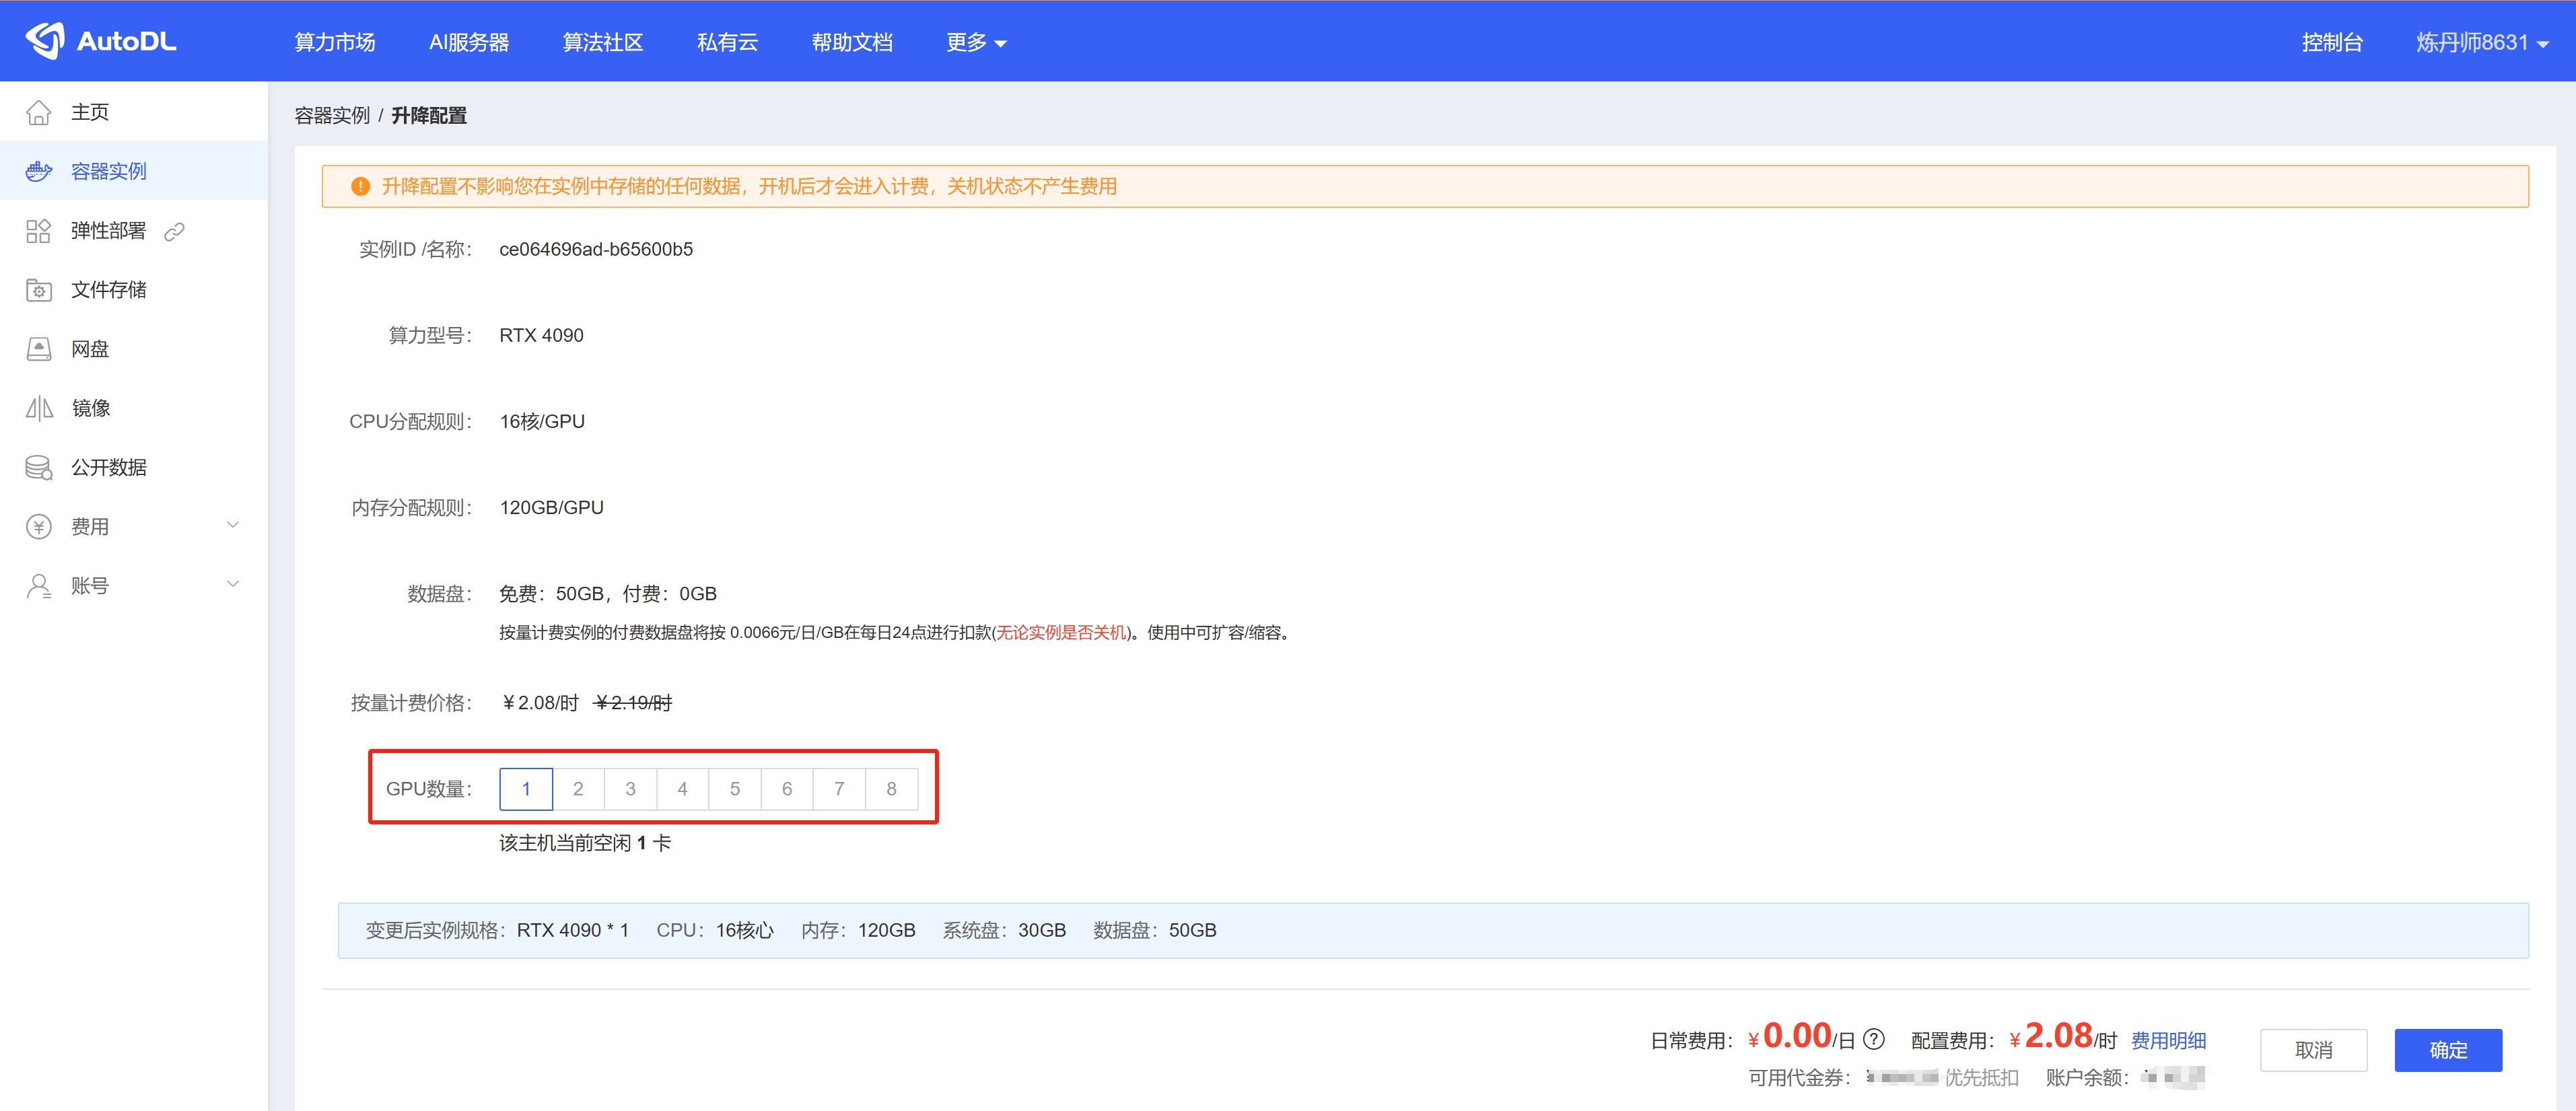 AutoDL 算力市场 AI服务器 算法社区 私有云 帮助文档 更多 控制台 炼丹师8631
主页
容器实例
弹性部署
文件存储
网盘
镜像
公开数据
费用
账号
容器实例 / 升降配置
升降配置不影响您在实例中存储的任何数据，开机后才会进入计费，关机状态不产生费用
实例ID /名称： ce064696ad-b65600b5
算力型号： RTX 4090
CPU分配规则： 16核/GPU
内存分配规则： 120GB/GPU
数据盘： 免费：50GB，付费：0GB
按量计费实例的付费数据盘将按 0.0066元/日/GB在每日24点进行扣款(无论实例是否关机)。使用中可扩容/缩容。
按量计费价格： ￥2.08/时 ￥2.19/时
GPU数量： 1 2 3 4 5 6 7 8
该主机当前空闲 1 卡
变更后实例规格：RTX 4090 * 1 CPU：16核心 内存：120GB 系统盘：30GB 数据盘：50GB
日常费用：￥0.00/日 ? 配置费用：￥2.08/时 费用明细 取消 确定
可用代金券： 优先抵扣 账户余额：